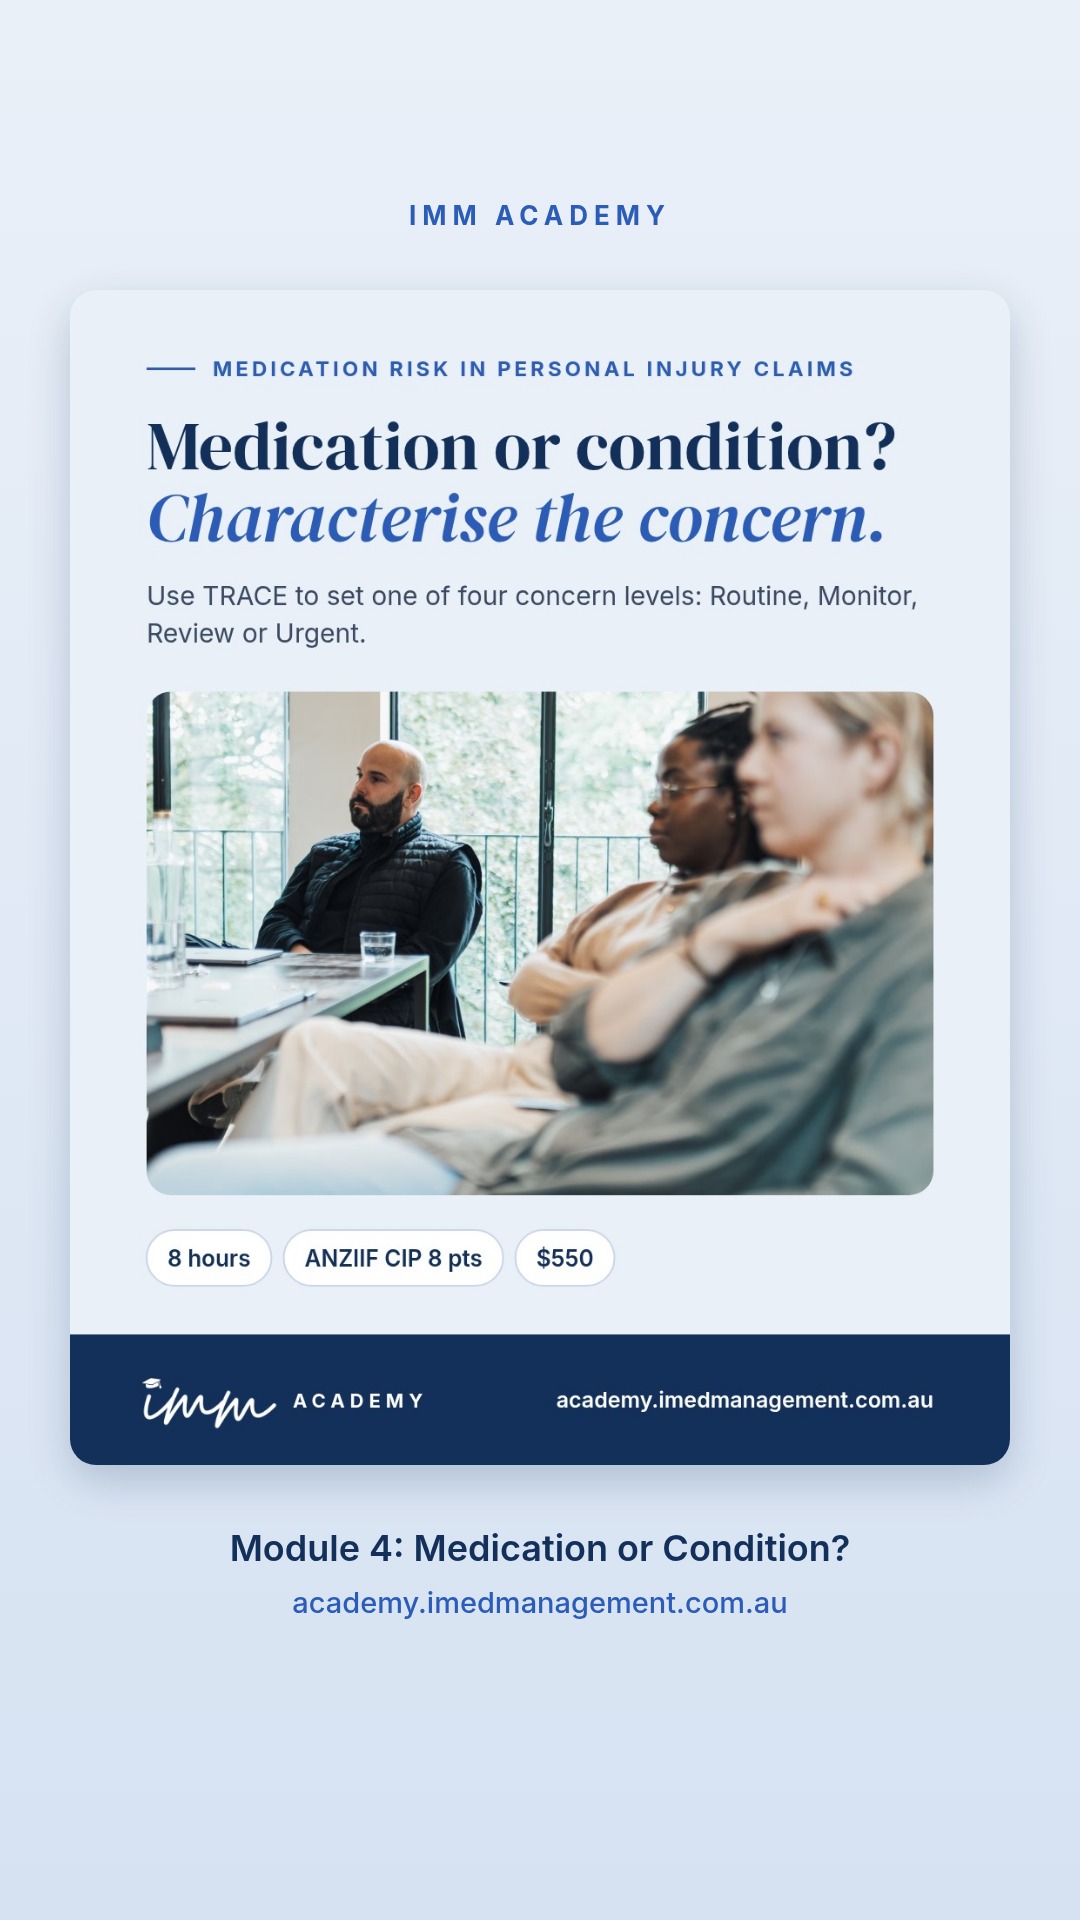 IMM ACADEMY
MEDICATION RISK IN PERSONAL INJURY CLAIMS
Medication or condition?
Characterise the concern.
Use TRACE to set one of four concern levels: Routine, Monitor,
Review or Urgent.
8 hours
ANZIIF CIP 8 pts
$550
imm ACADEMY
academy.imedmanagement.com.au
Module 4: Medication or Condition?
academy.imedmanagement.com.au